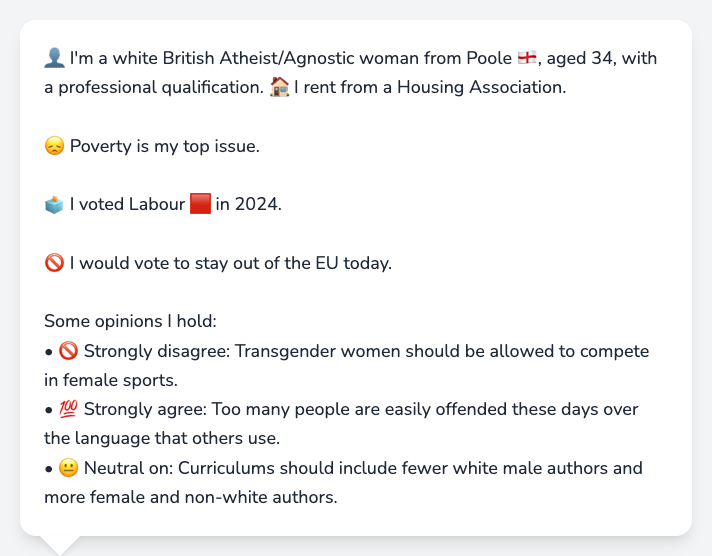 👤 I'm a white British Atheist/Agnostic woman from Poole 🏴󠁧󠁢󠁥󠁮󠁧󠁿, aged 34, with
a professional qualification. 🏠 I rent from a Housing Association.
😞 Poverty is my top issue.
🗳️ I voted Labour 🟥 in 2024.
🚫 I would vote to stay out of the EU today.
Some opinions I hold:
• 🚫 Strongly disagree: Transgender women should be allowed to compete
in female sports.
• 💯 Strongly agree: Too many people are easily offended these days over
the language that others use.
• 😐 Neutral on: Curriculums should include fewer white male authors and
more female and non-white authors.